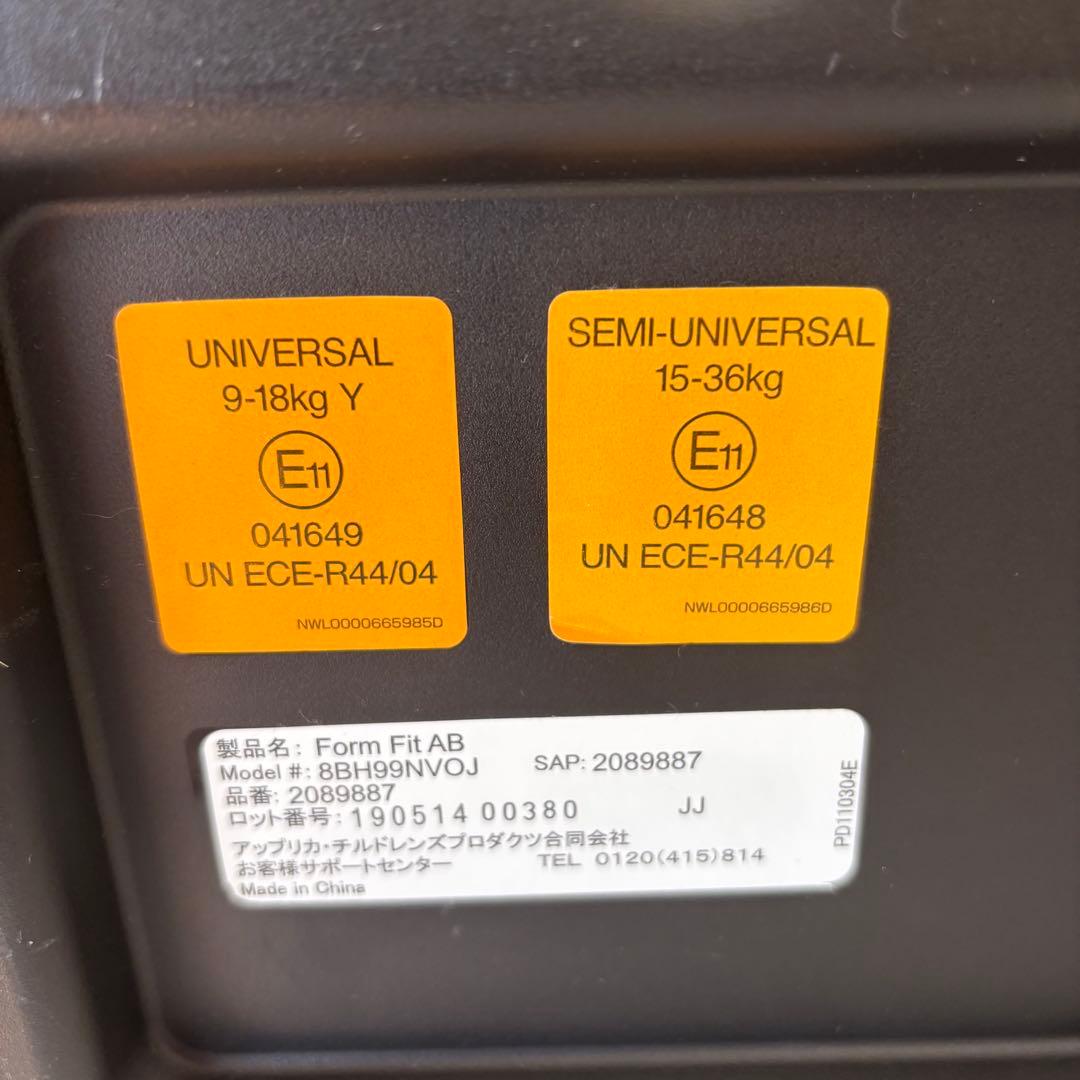 UNIVERSAL
9-18kg Y
E11
041649
UN ECE-R44/04
NWL0000665985D
SEMI-UNIVERSAL
15-36kg
E11
041648
UN ECE-R44/04
NWL0000665986D
製品名: Form Fit AB
Model #: 8BH99NVOJ SAP: 2089887
品番: 2089887
ロット番号: 190514 00380 JJ
アップリカ・チルドレンズプロダクツ合同会社
お客様サポートセンター TEL 0120(415)814
Made in China
PD110304E